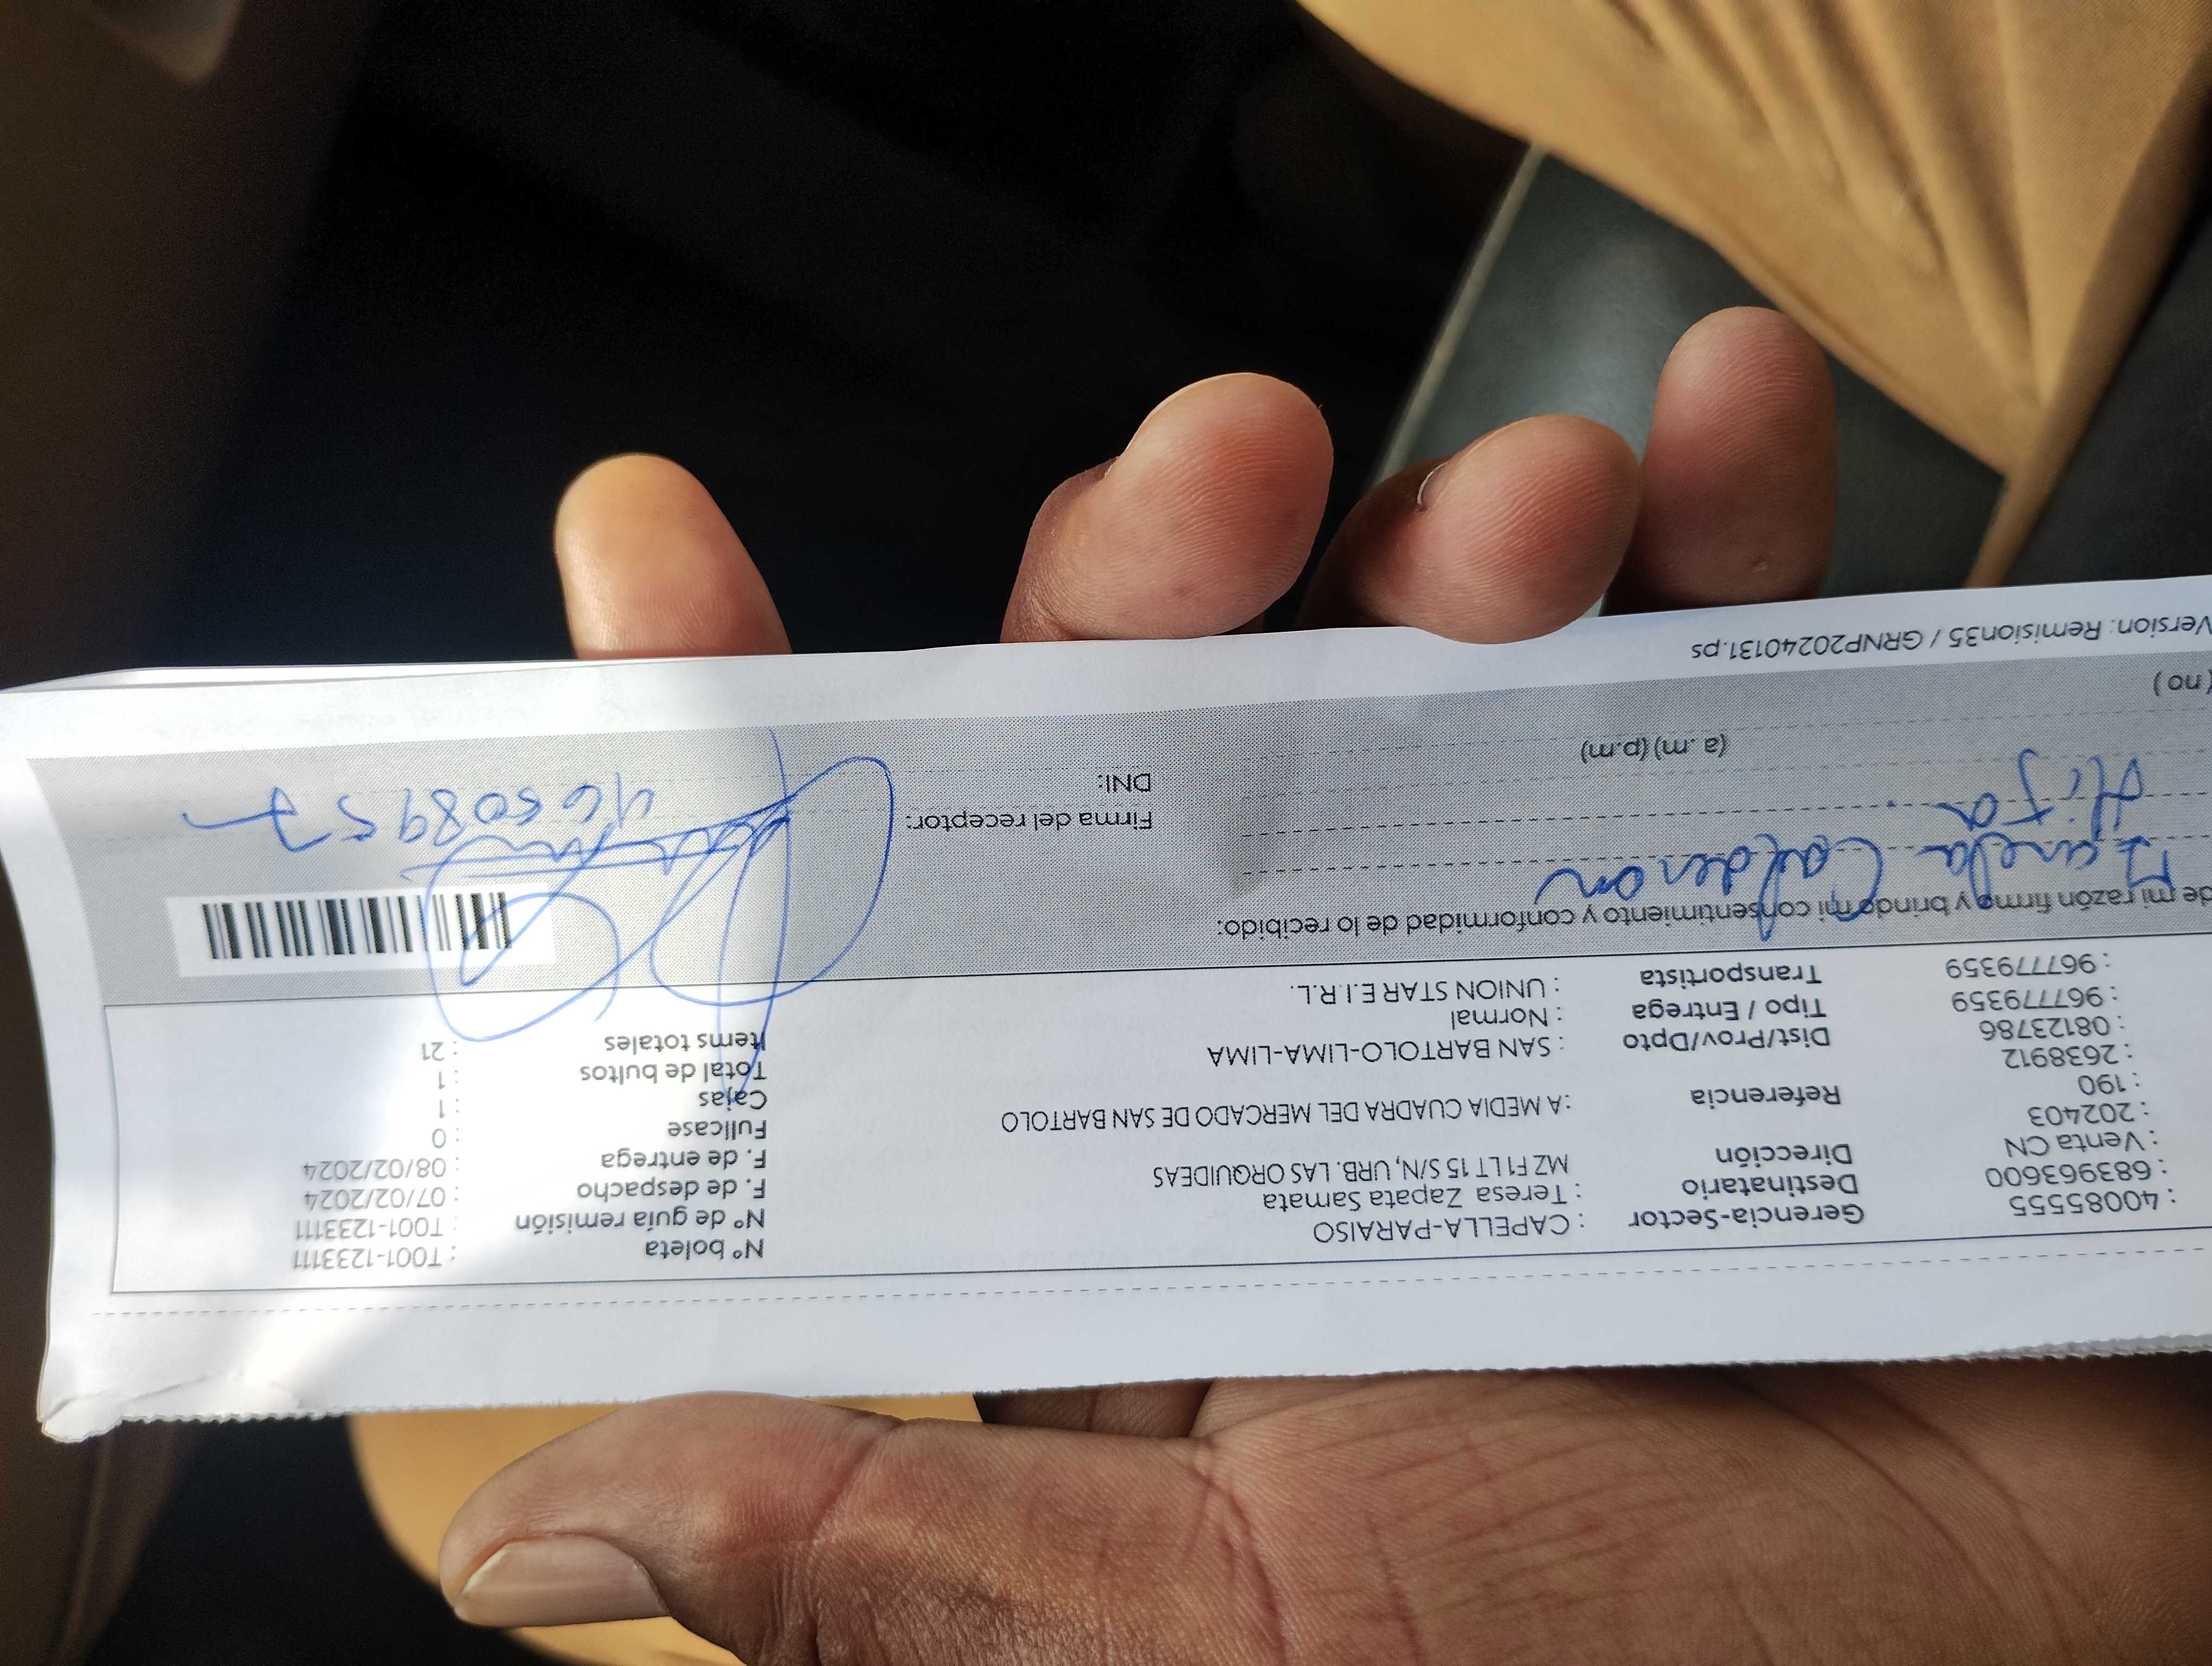 : 40085555 Gerencia-Sector : CAPELLA-PARAISO Nº boleta : T001-1233111
: 683963600 Destinatario : Teresa Zapata Samata Nº de guía remisión : T001-1233111
: Venta CN Dirección MZ F1 LT 15 S/N, URB. LAS ORQUIDEAS F. de despacho : 07/02/2024
: 202403 F. de entrega : 08/02/2024
: 190 Referencia : A MEDIA CUADRA DEL MERCADO DE SAN BARTOLO Fullcase : 0
: 2638912 Cajas : 1
: 08123786 Dist/Prov/Dpto : SAN BARTOLO-LIMA-LIMA Total de bultos : 1
: 967779359 Tipo / Entrega : Normal Items totales : 21
: 967779359 Transportista : UNION STAR E.I.R.L.
de mi razón firmo y brindo mi consentimiento y conformidad de lo recibido.
Calderon
Hija. Firma del receptor:
(a.m) (p.m) DNI: 46508957
(no)
Version: Remision35 / GRNP20240131.ps